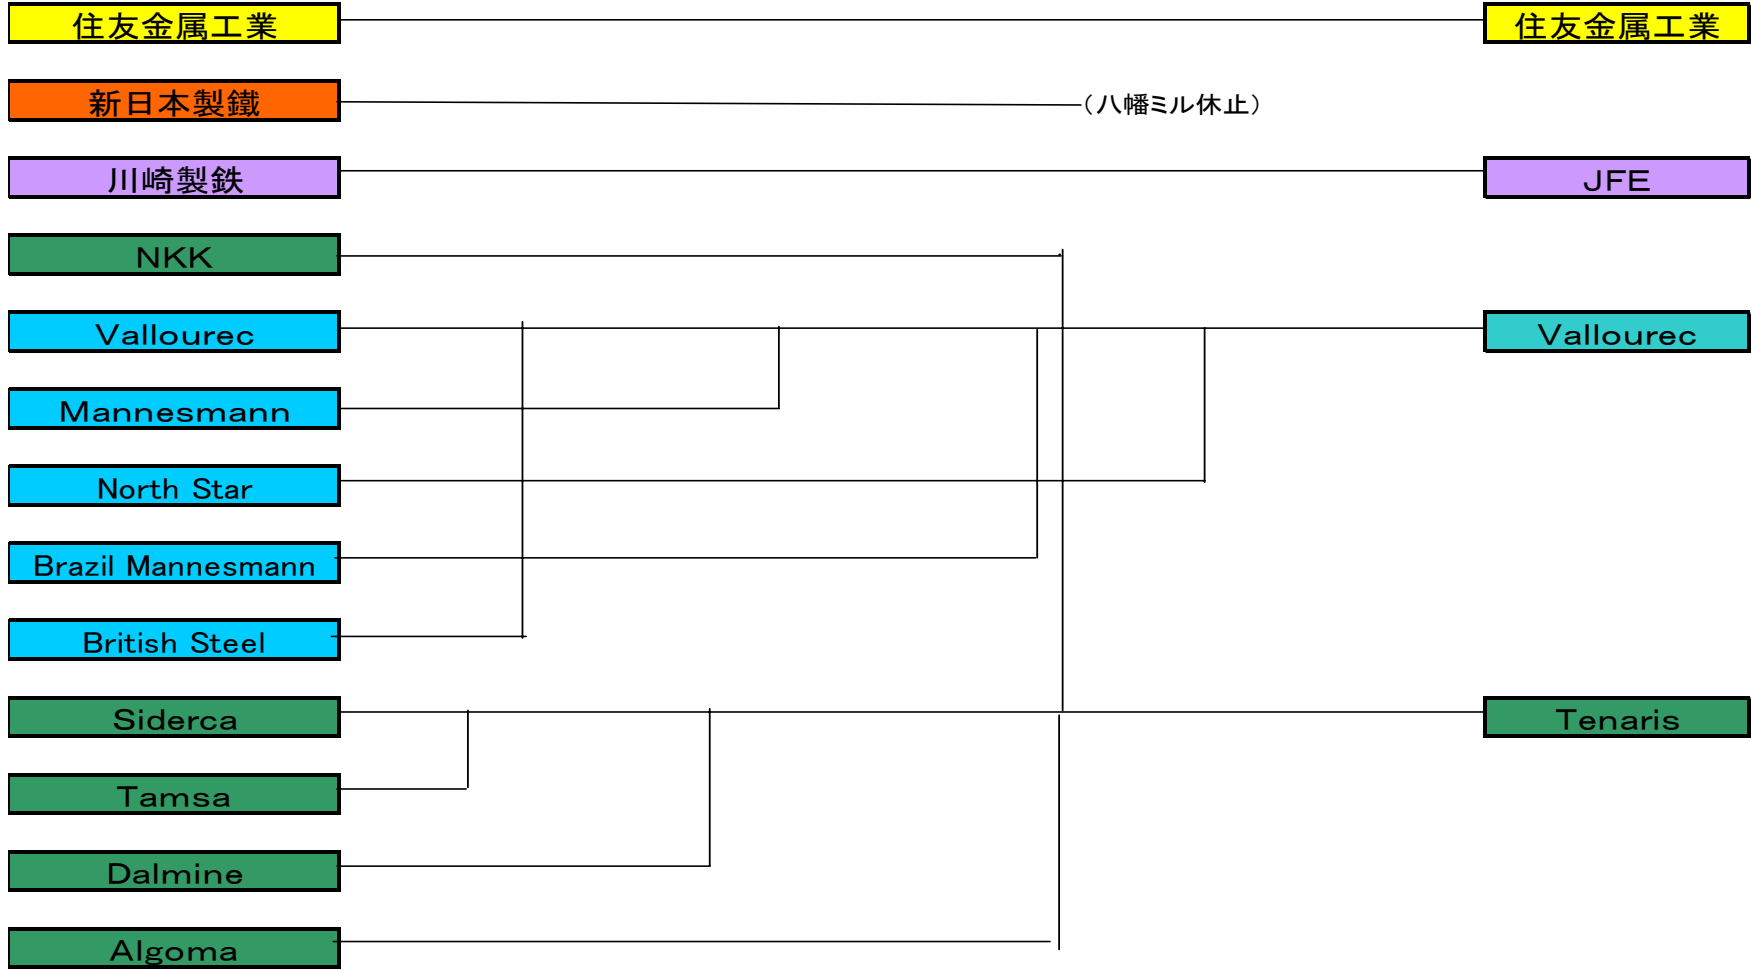 住友金属工業
住友金属工業
新日本製鐵
（八幡ミル休止）
川崎製鉄
JFE
NKK
Vallourec
Vallourec
Mannesmann
North Star
Brazil Mannesmann
British Steel
Siderca
Tenaris
Tamsa
Dalmine
Algoma